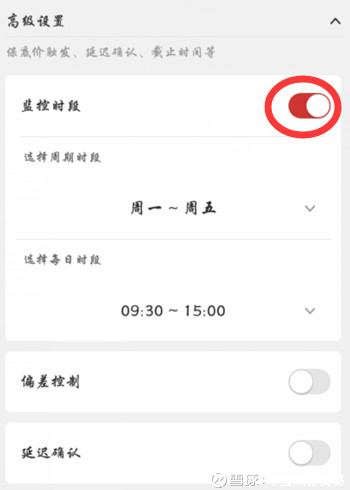 高级设置
保底价触发、延迟确认、截止时间等
监控时段
选择周期时段
周一 ~ 周五
选择每日时段
09:30 ~ 15:00
偏差控制
延迟确认
雪球: